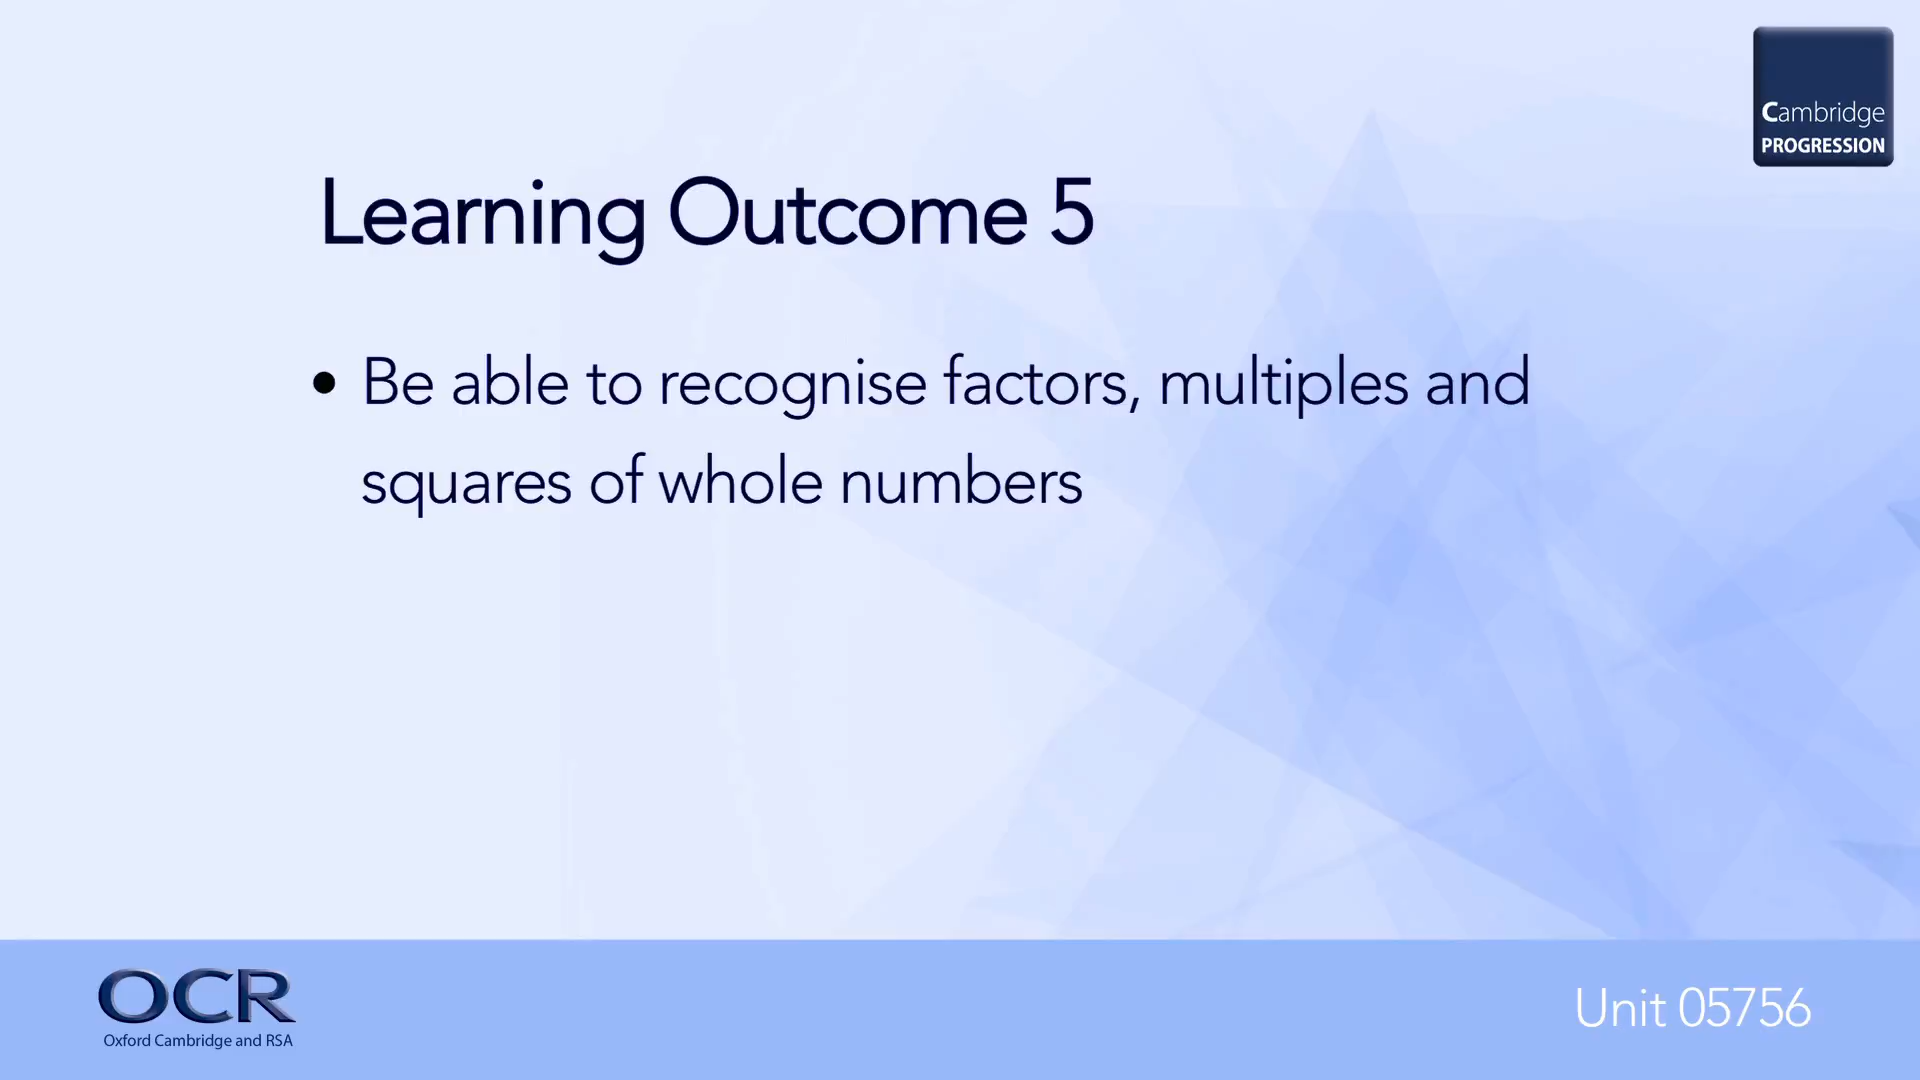 Cambridge
PROGRESSION
Learning Outcome 5
• Be able to recognise factors, multiples and
squares of whole numbers
OCR
Oxford Cambridge and RSA
Unit 05756